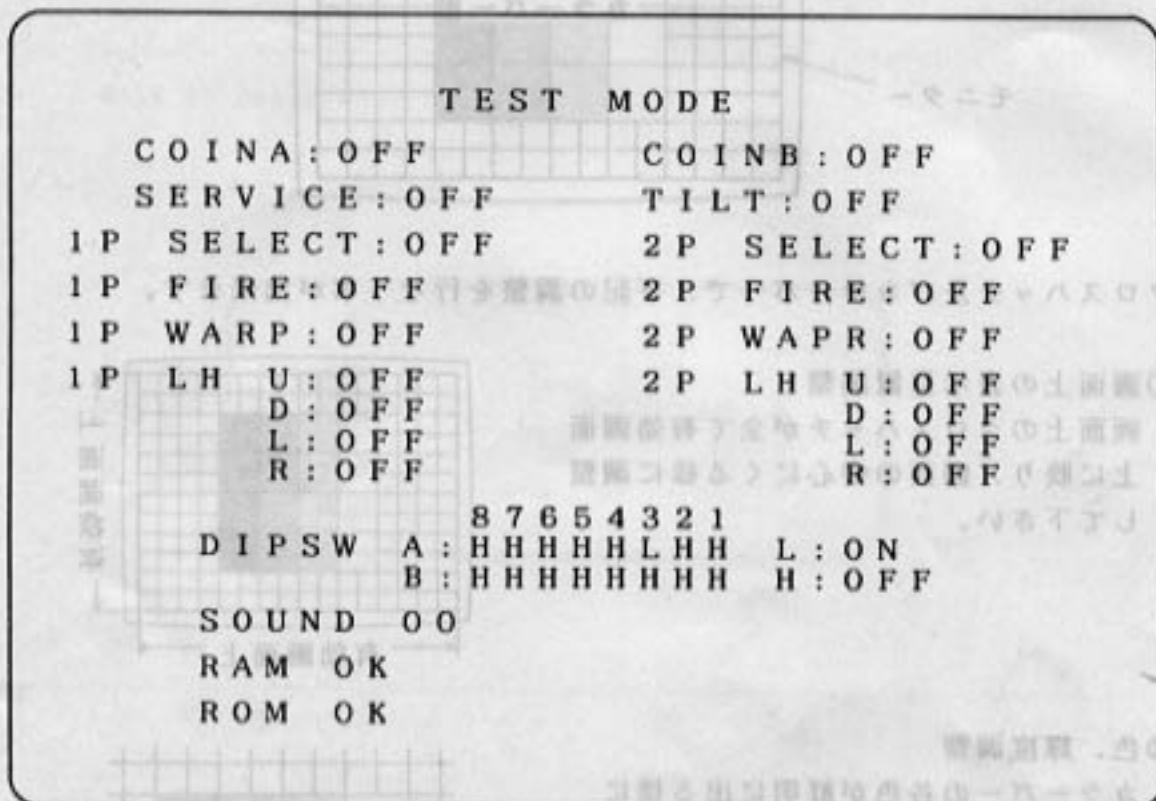 TEST MODE
COINA:OFF COINB:OFF
SERVICE:OFF TILT:OFF
1P SELECT:OFF 2P SELECT:OFF
1P FIRE:OFF 2P FIRE:OFF
1P WARP:OFF 2P WAPR:OFF
1P LH U:OFF 2P LH U:OFF
D:OFF D:OFF
L:OFF L:OFF
R:OFF R:OFF
87654321
DIPSW A:HHHHHLHH L:ON
B:HHHHHHHH H:OFF
SOUND 00
RAM OK
ROM OK